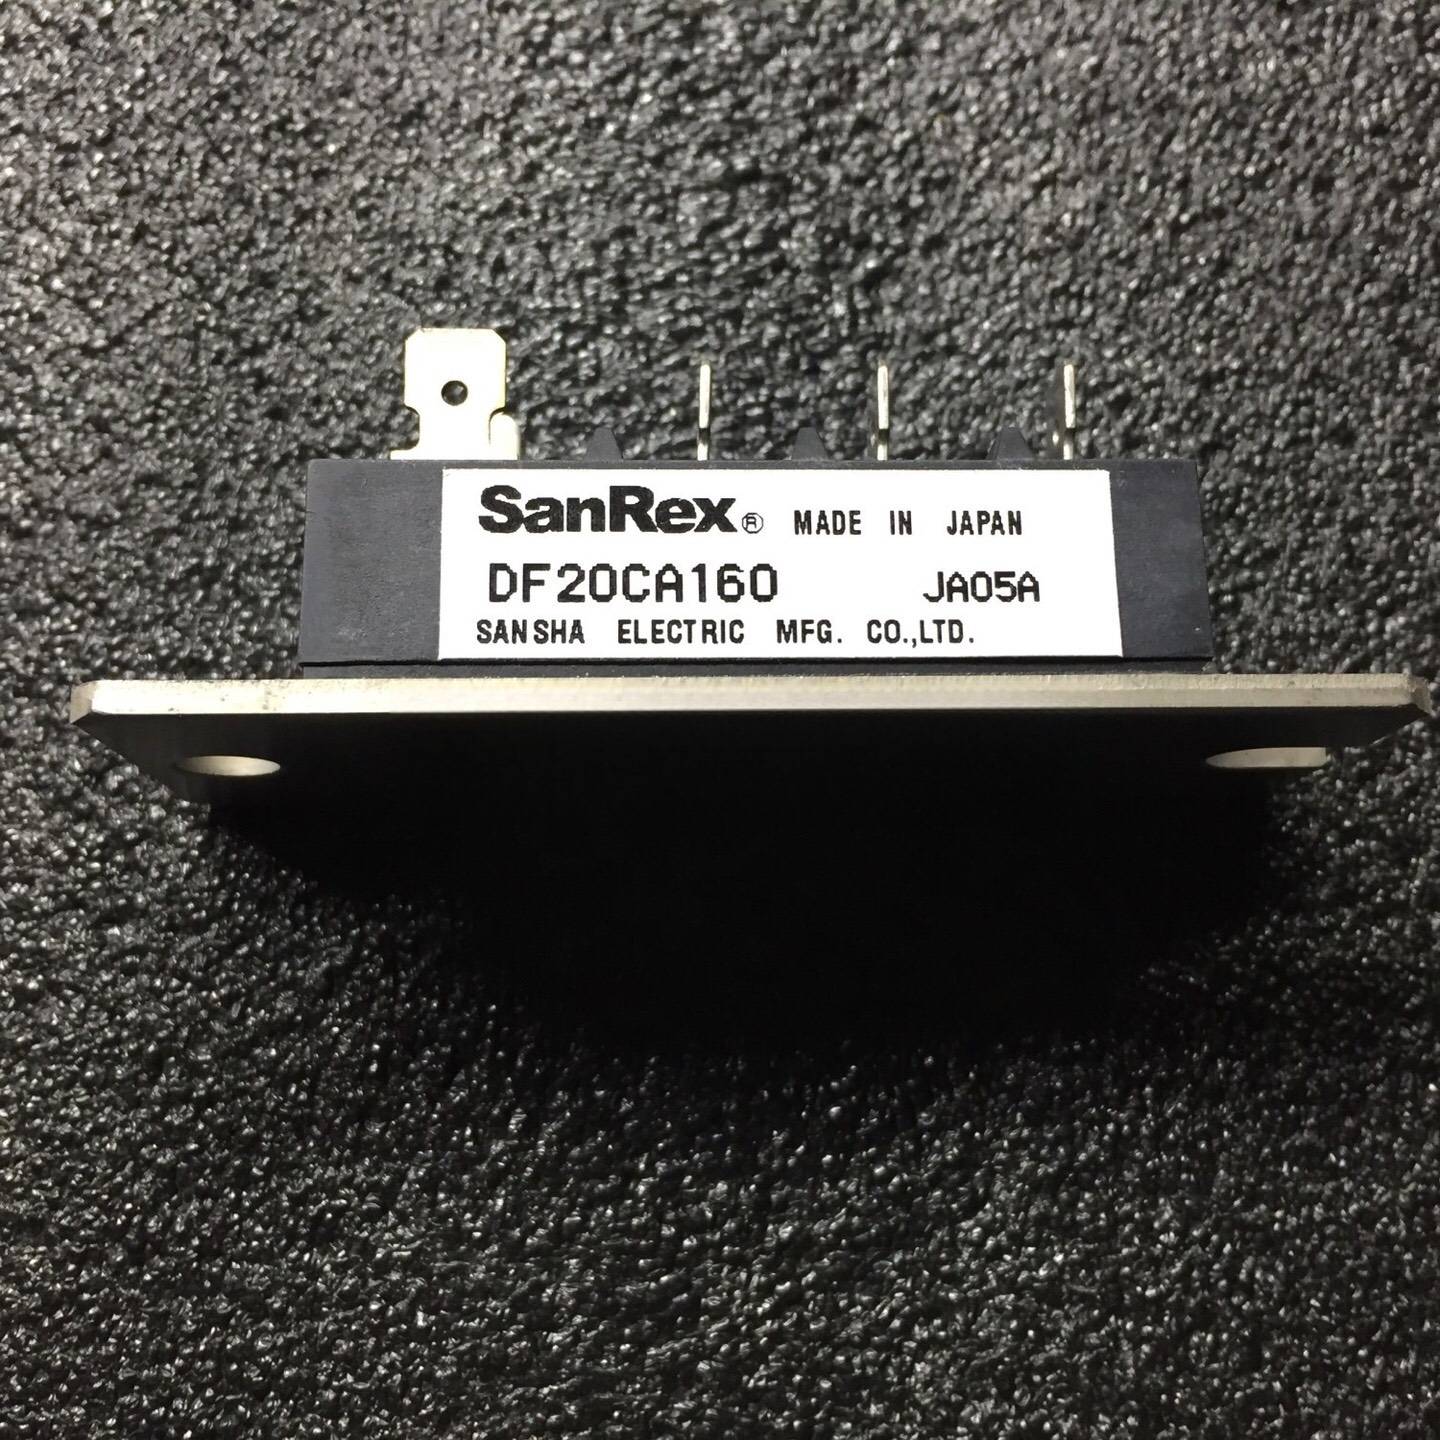 SanRex® MADE IN JAPAN
DF20CA160 JA05A
SANSHA ELECTRIC MFG. CO.,LTD.